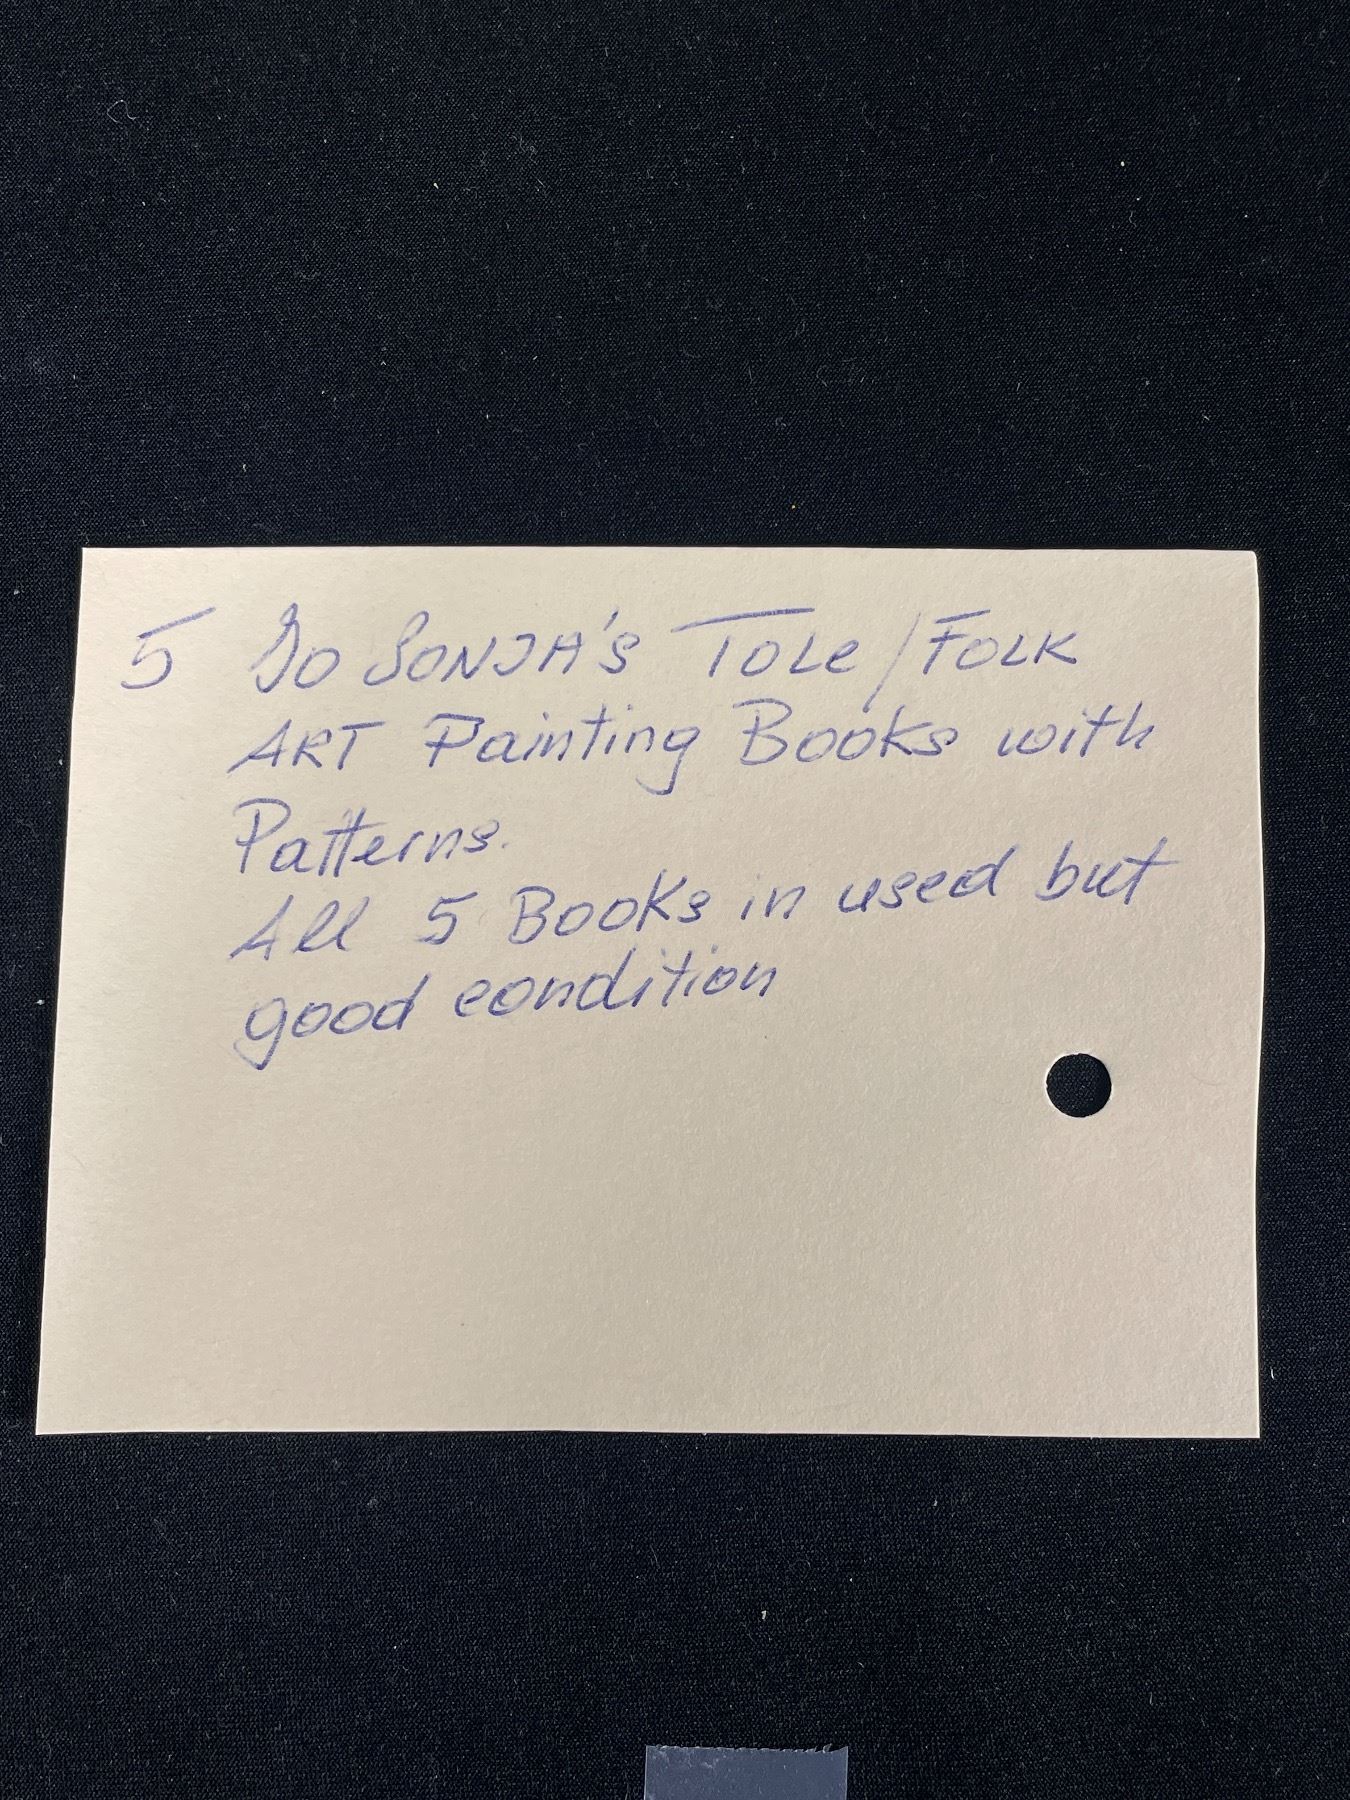 5 Jo SONJA's TOLe/FOLK
ART Painting Books with
Patterns.
All 5 Books in used but
good condition